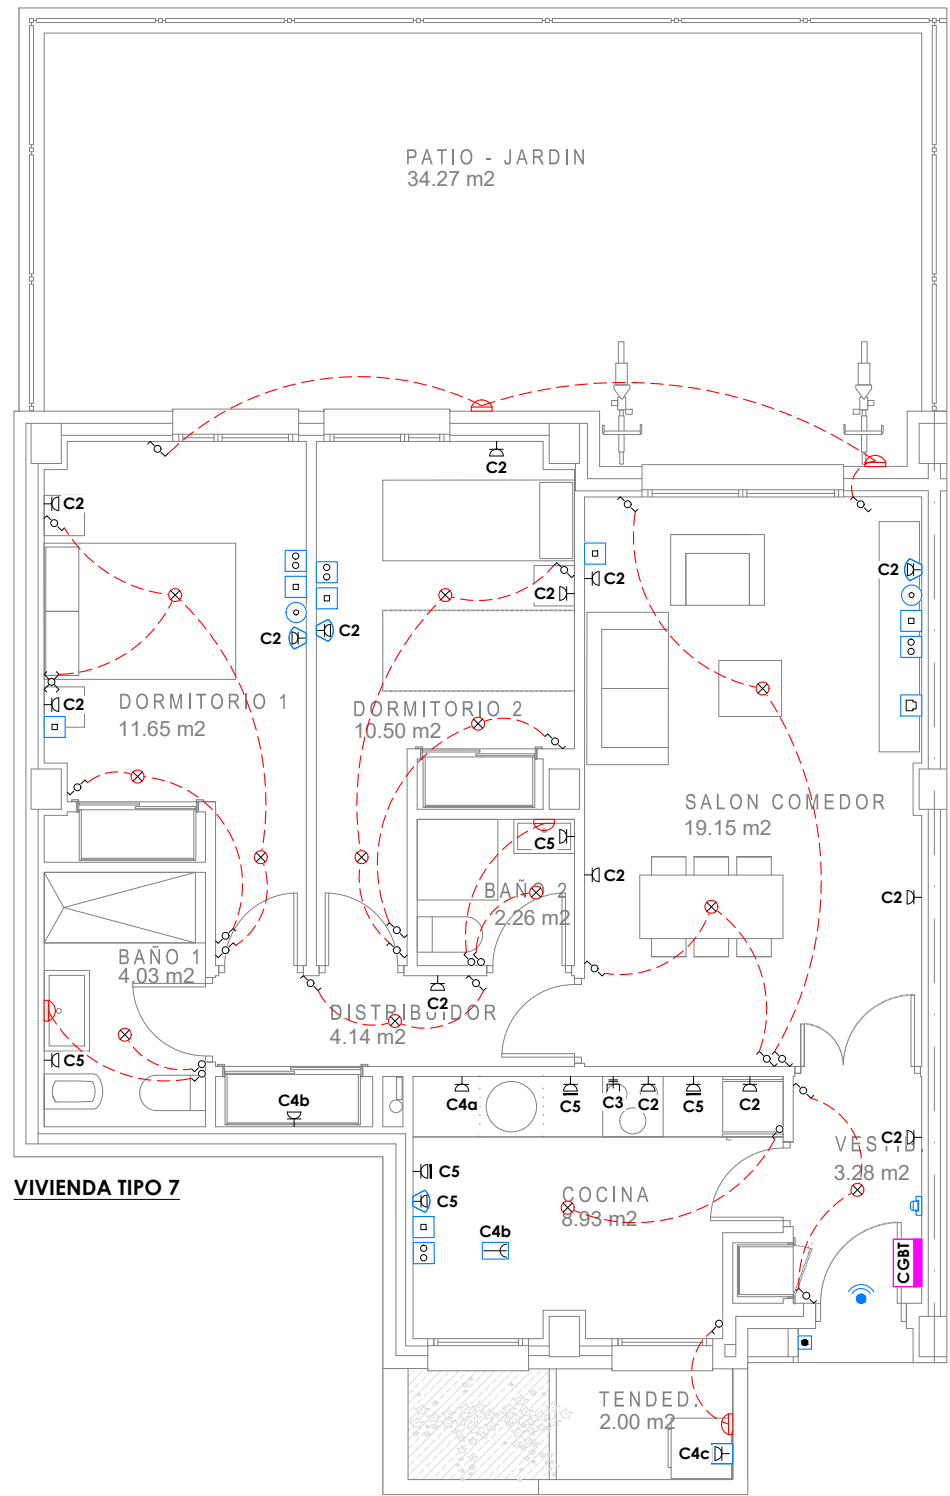 PATIO - JARDIN
34.27 m2
C2
C2
C2
C2
C2
C2
C2
C2
DORMITORIO 1
11.65 m2
C2
DORMITORIO 2
10.50 m2
SALON COMEDOR
19.15 m2
C5
C2
BAÑO 2
2.26 m2
C2
BAÑO 1
4.03 m2
C2
DISTRIBUIDOR
4.14 m2
C5
C4b
C4a
C5
C3
C2
C5
C2
C2
VESTIB.
3.28 m2
C5
VIVIENDA TIPO 7
COCINA
8.93 m2
C5
C4b
CGBT
TENDED.
2.00 m2
C4c